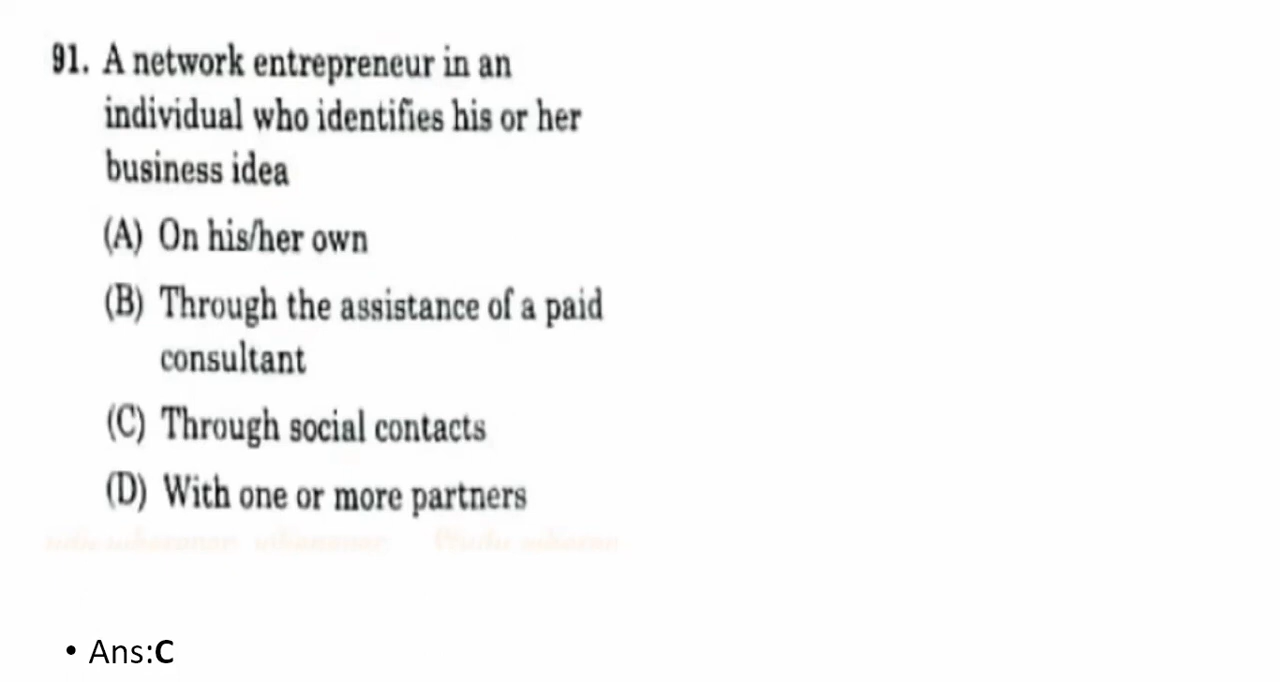 91. A network entrepreneur in an
individual who identifies his or her
business idea
(A) On his/her own
(B) Through the assistance of a paid
consultant
(C) Through social contacts
(D) With one or more partners
• Ans:C